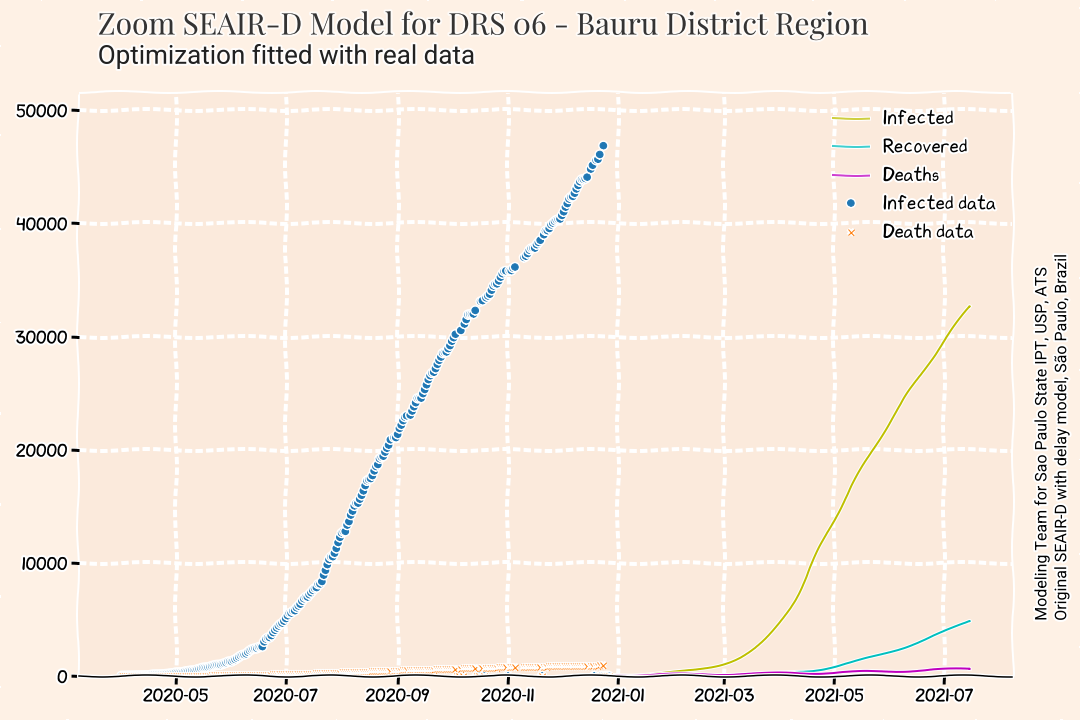 Zoom SEAIR-D Model for DRS 06 - Bauru District Region
Optimization fitted with real data
50000
40000
30000
20000
10000
0
2020-05
2020-07
2020-09
2020-11
2021-01
2021-03
2021-05
2021-07
Infected
Recovered
Deaths
Infected data
Death data
Modeling Team for Sao Paulo State IPT, USP, ATS
Original SEAIR-D with delay model, São Paulo, Brazil